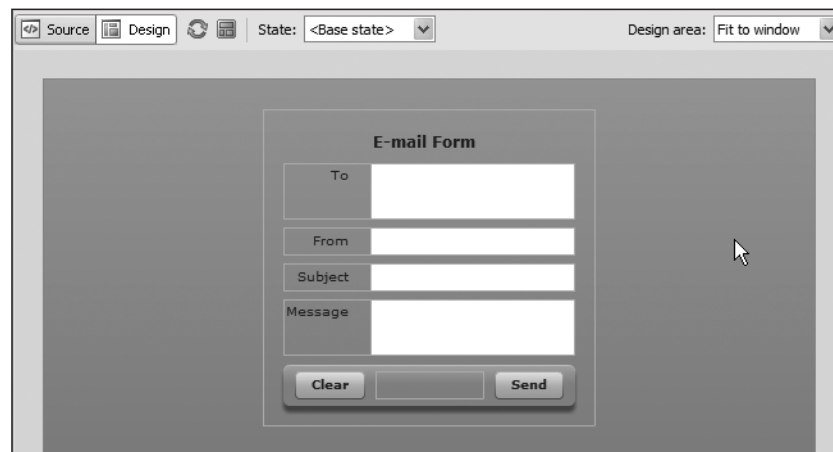 Source Design State: <Base state> Design area: Fit to window
E-mail Form
To
From
Subject
Message
Clear Send